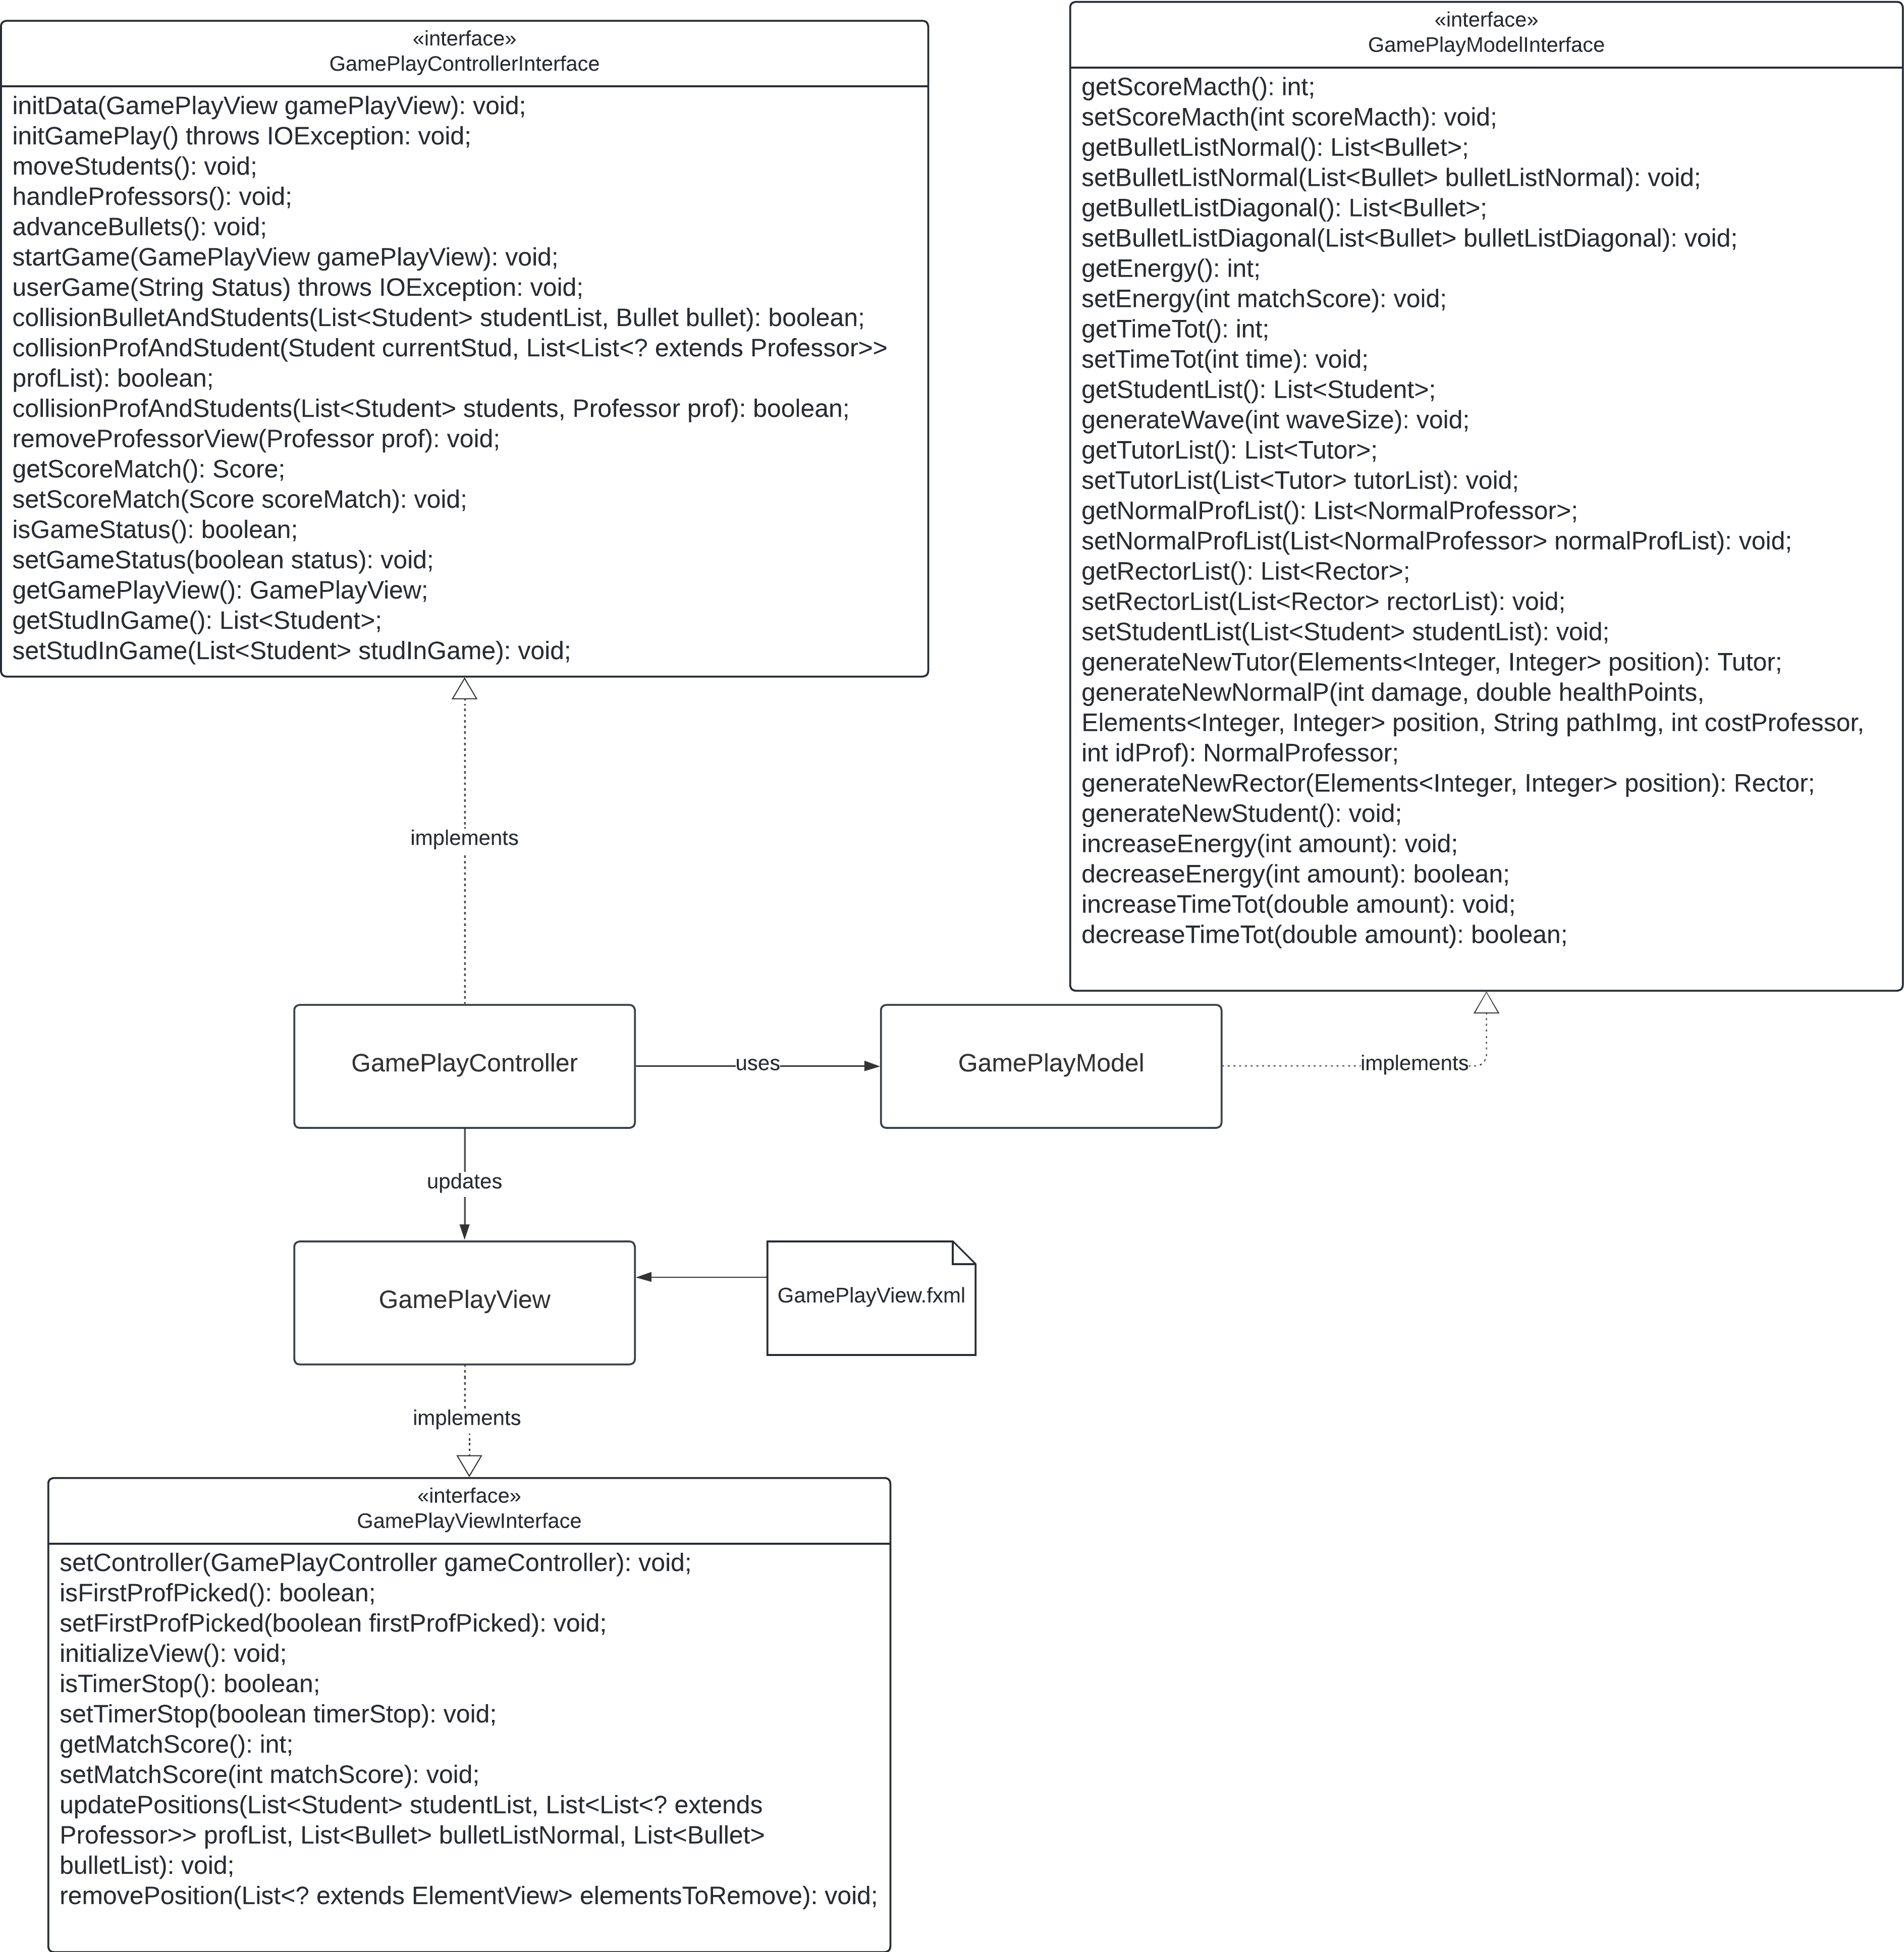 «interface»
GamePlayControllerInterface
initData(GamePlayView gamePlayView): void;
initGamePlay() throws IOException: void;
moveStudents(): void;
handleProfessors(): void;
advanceBullets(): void;
startGame(GamePlayView gamePlayView): void;
userGame(String Status) throws IOException: void;
collisionBulletAndStudents(List<Student> studentList, Bullet bullet): boolean;
collisionProfAndStudent(Student currentStud, List<List<? extends Professor>>
profList): boolean;
collisionProfAndStudents(List<Student> students, Professor prof): boolean;
removeProfessorView(Professor prof): void;
getScoreMatch(): Score;
setScoreMatch(Score scoreMatch): void;
isGameStatus(): boolean;
setGameStatus(boolean status): void;
getGamePlayView(): GamePlayView;
getStudInGame(): List<Student>;
setStudInGame(List<Student> studInGame): void;
«interface»
GamePlayModelInterface
getScoreMacth(): int;
setScoreMacth(int scoreMacth): void;
getBulletListNormal(): List<Bullet>;
setBulletListNormal(List<Bullet> bulletListNormal): void;
getBulletListDiagonal(): List<Bullet>;
setBulletListDiagonal(List<Bullet> bulletListDiagonal): void;
getEnergy(): int;
setEnergy(int matchScore): void;
getTimeTot(): int;
setTimeTot(int time): void;
getStudentList(): List<Student>;
generateWave(int waveSize): void;
getTutorList(): List<Tutor>;
setTutorList(List<Tutor> tutorList): void;
getNormalProfList(): List<NormalProfessor>;
setNormalProfList(List<NormalProfessor> normalProfList): void;
getRectorList(): List<Rector>;
setRectorList(List<Rector> rectorList): void;
setStudentList(List<Student> studentList): void;
generateNewTutor(Elements<Integer, Integer> position): Tutor;
generateNewNormalP(int damage, double healthPoints,
Elements<Integer, Integer> position, String pathImg, int costProfessor,
int idProf): NormalProfessor;
generateNewRector(Elements<Integer, Integer> position): Rector;
generateNewStudent(): void;
increaseEnergy(int amount): void;
decreaseEnergy(int amount): boolean;
increaseTimeTot(double amount): void;
decreaseTimeTot(double amount): boolean;
implements
GamePlayController
uses
GamePlayModel
implements
updates
GamePlayView
GamePlayView.fxml
implements
«interface»
GamePlayViewInterface
setController(GamePlayController gameController): void;
isFirstProfPicked(): boolean;
setFirstProfPicked(boolean firstProfPicked): void;
initializeView(): void;
isTimerStop(): boolean;
setTimerStop(boolean timerStop): void;
getMatchScore(): int;
setMatchScore(int matchScore): void;
updatePositions(List<Student> studentList, List<List<? extends
Professor>> profList, List<Bullet> bulletListNormal, List<Bullet>
bulletList): void;
removePosition(List<? extends ElementView> elementsToRemove): void;